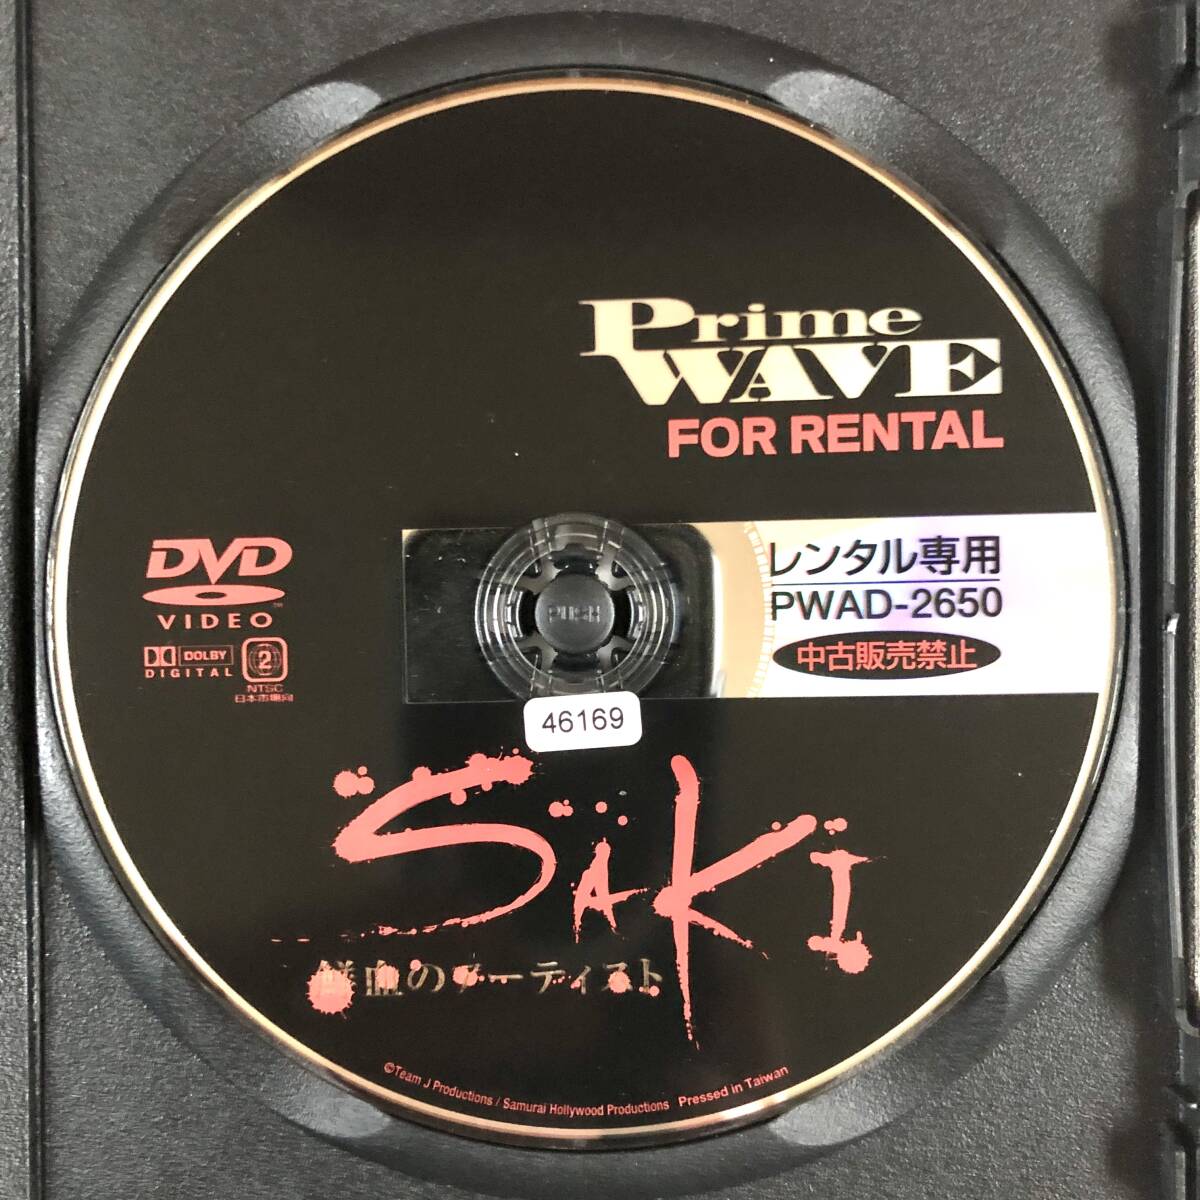 Prime
WAVE
FOR RENTAL
DVD
VIDEO
DOLBY
DIGITAL
2
NTSC
日本市場向
PUSH
レンタル専用
PWAD-2650
中古販売禁止
46169
SAKI
鮮血のアーティスト
©Team J Productions / Samurai Hollywood Productions Pressed in Taiwan